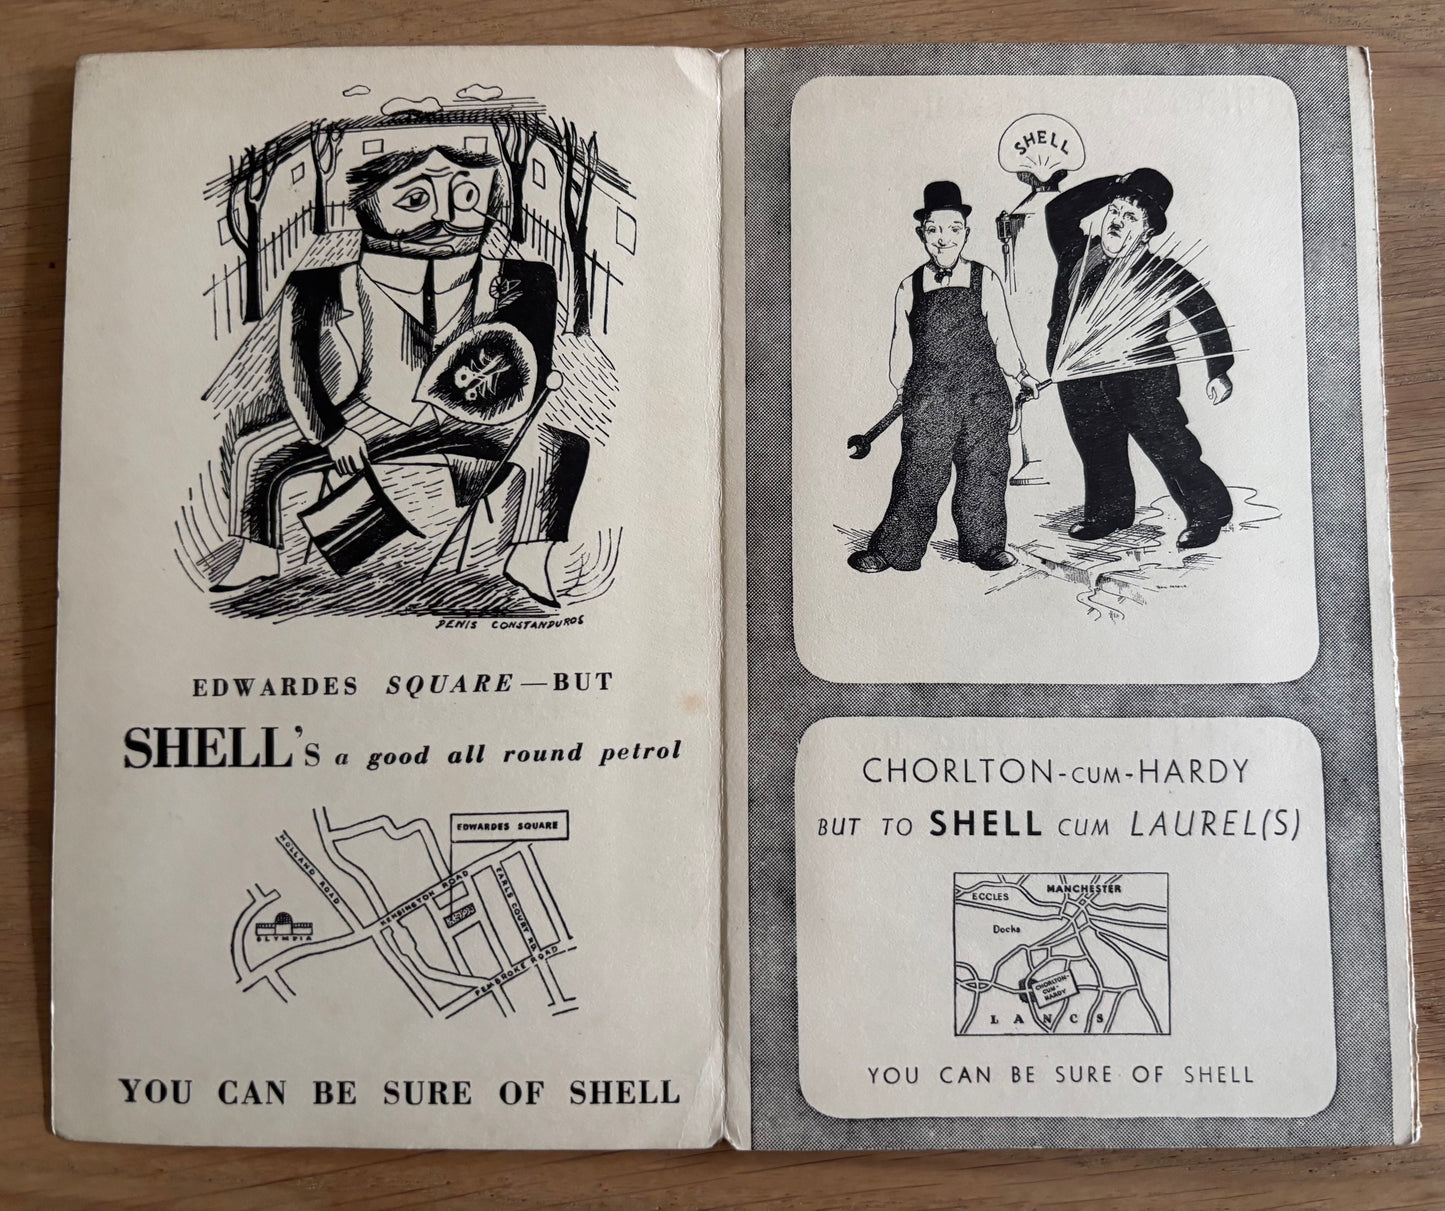 DENIS CONSTANDUROS
EDWARDES SQUARE—BUT
SHELL'S a good all round petrol
EDWARDES SQUARE
HOLLAND ROAD
KENSINGTON ROAD
EARLS COURT RD.
OLYMPIA
PEMBROKE ROAD
YOU CAN BE SURE OF SHELL
SHELL
CHORLTON-CUM-HARDY
BUT TO SHELL CUM LAUREL(S)
MANCHESTER
ECCLES
Docks
CHORLTON-
CUM-
HARDY
LANCS
YOU CAN BE SURE OF SHELL